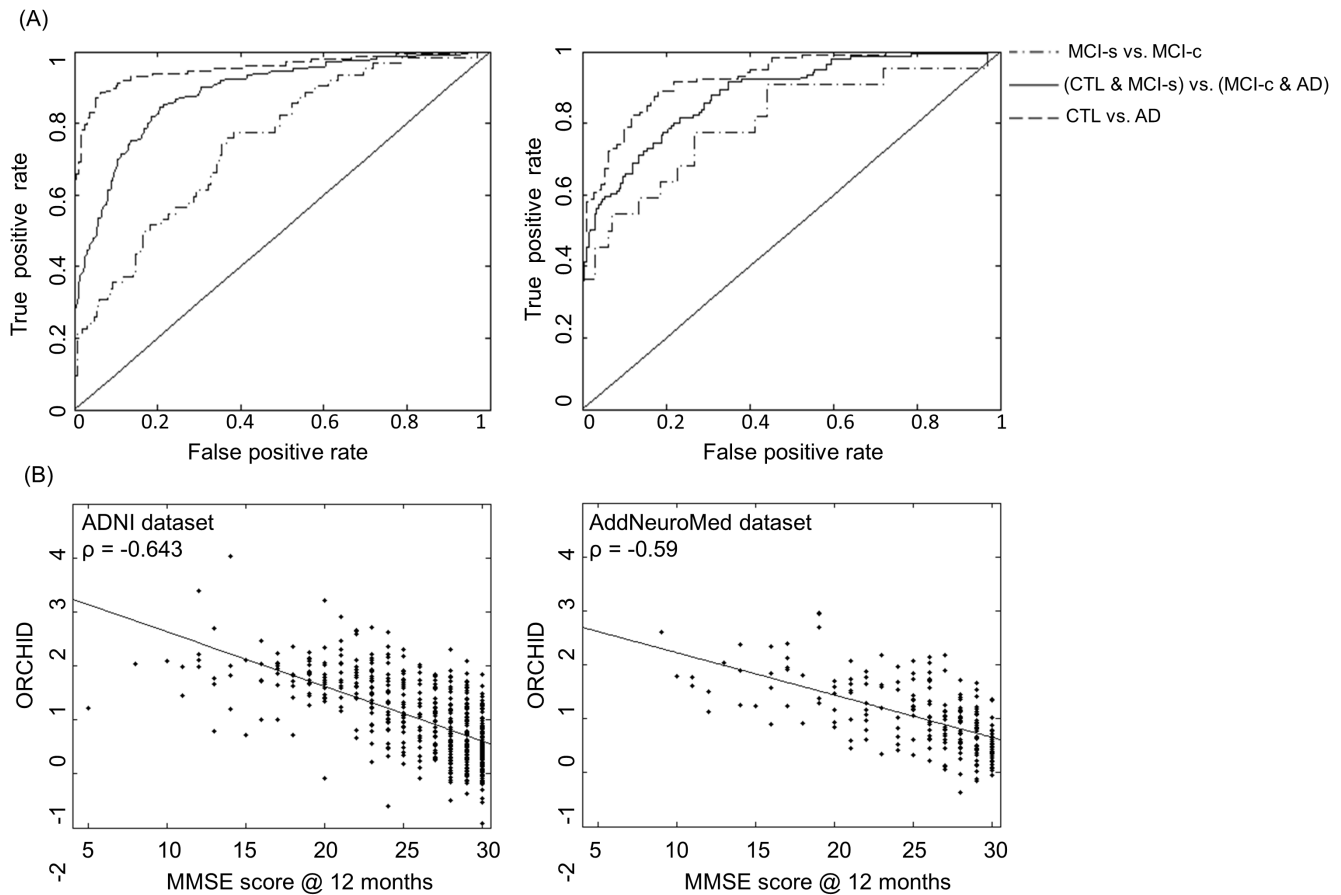 (A)
1
0.8
0.6
0.4
0.2
0
True positive rate
0 0.2 0.4 0.6 0.8 1
False positive rate
1
0.8
0.6
0.4
0.2
0
True positive rate
0 0.2 0.4 0.6 0.8 1
False positive rate
MCI-s vs. MCI-c
(CTL & MCI-s) vs. (MCI-c & AD)
CTL vs. AD
(B)
ADNI dataset
ρ = -0.643
4
3
2
1
0
-1
-2
ORCHID
5 10 15 20 25 30
MMSE score @ 12 months
AddNeuroMed dataset
ρ = -0.59
4
3
2
1
0
-1
-2
ORCHID
5 10 15 20 25 30
MMSE score @ 12 months